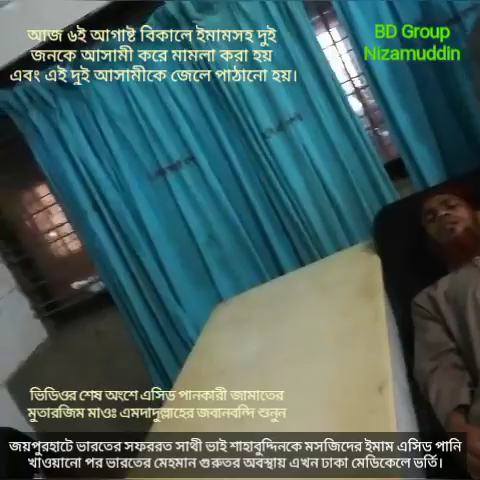 আজ ৬ই আগাষ্ট বিকালে ইমামসহ দুই
জনকে আসামী করে মামলা করা হয়
এবং এই দুই আসামীকে জেলে পাঠানো হয়।
BD Group
Nizamuddin
ভিডিওর শেষ অংশে এসিড পানকারী জামাতের
মুতারজিম মাওঃ এমদাদুল্লাহের জবানবন্দি শুনুন
জয়পুরহাটে ভারতের সফররত সাথী ভাই শাহাবুদ্দিনকে মসজিদের ইমাম এসিড পানি
খাওয়ানো পর ভারতের মেহমান গুরুতর অবস্থায় এখন ঢাকা মেডিকেলে ভর্তি।